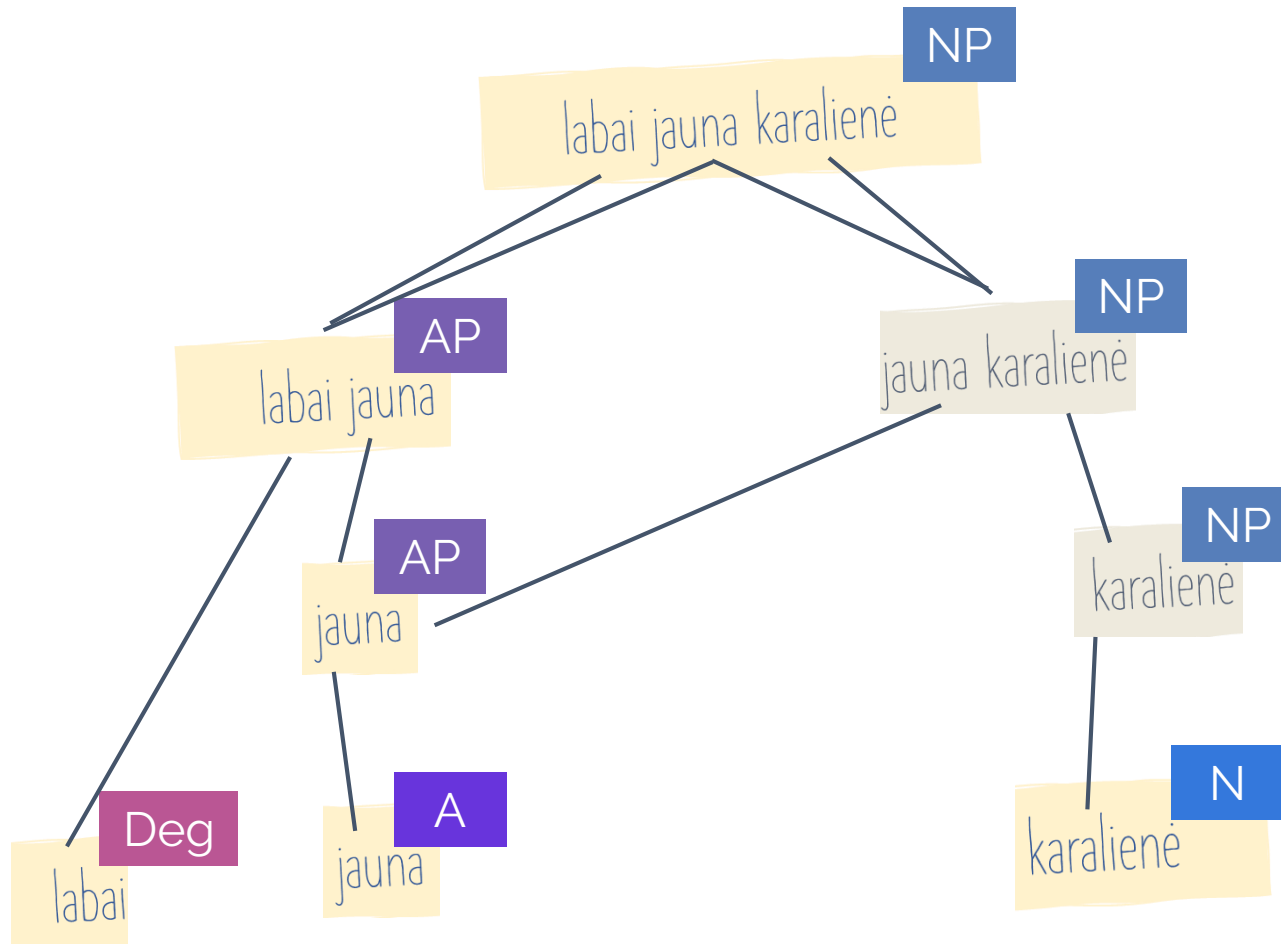 NP
labai jauna karalienė
NP
AP
jauna karalienė
labai jauna
NP
AP
karalienė
jauna
N
A
Deg
karalienė
jauna
labai